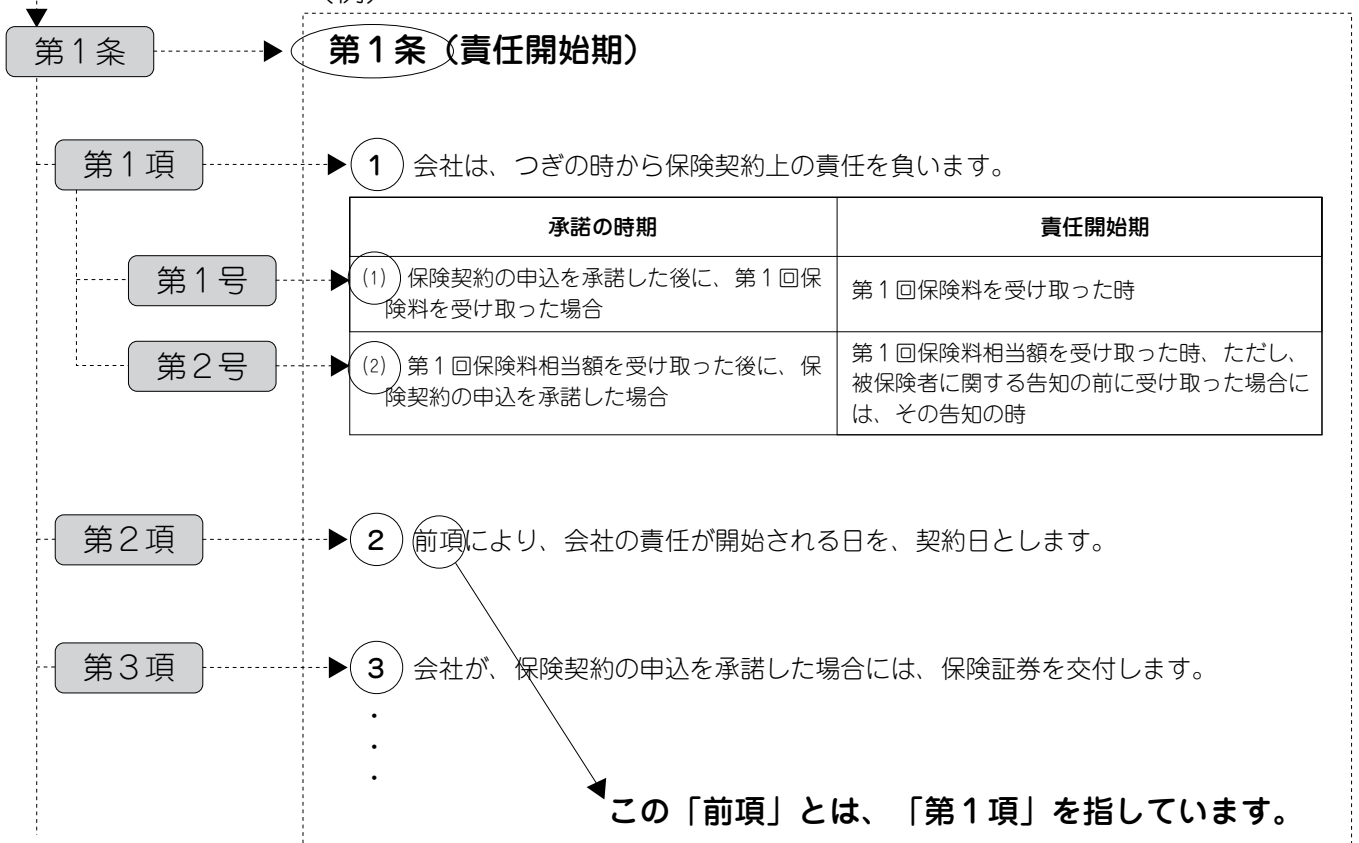 第1条
第1条（責任開始期）
第1項
1 会社は、つぎの時から保険契約上の責任を負います。
承諾の時期
責任開始期
第1号
(1) 保険契約の申込を承諾した後に、第1回保
険料を受け取った場合
第1回保険料を受け取った時
第2号
(2) 第1回保険料相当額を受け取った後に、保
険契約の申込を承諾した場合
第1回保険料相当額を受け取った時、ただし、
被保険者に関する告知の前に受け取った場合に
は、その告知の時
第2項
2 前項により、会社の責任が開始される日を、契約日とします。
第3項
3 会社が、保険契約の申込を承諾した場合には、保険証券を交付します。
・
・
・
この「前項」とは、「第1項」を指しています。